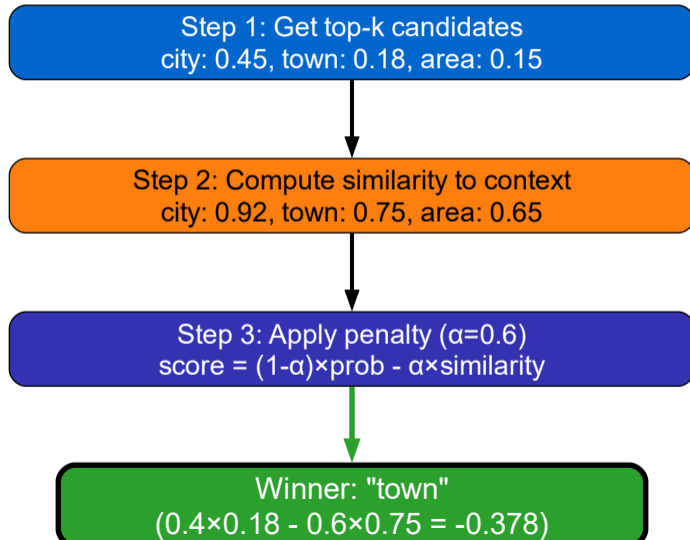 Step 1: Get top-k candidates
city: 0.45, town: 0.18, area: 0.15
Step 2: Compute similarity to context
city: 0.92, town: 0.75, area: 0.65
Step 3: Apply penalty (α=0.6)
score = (1-α)×prob - α×similarity
Winner: "town"
(0.4×0.18 - 0.6×0.75 = -0.378)